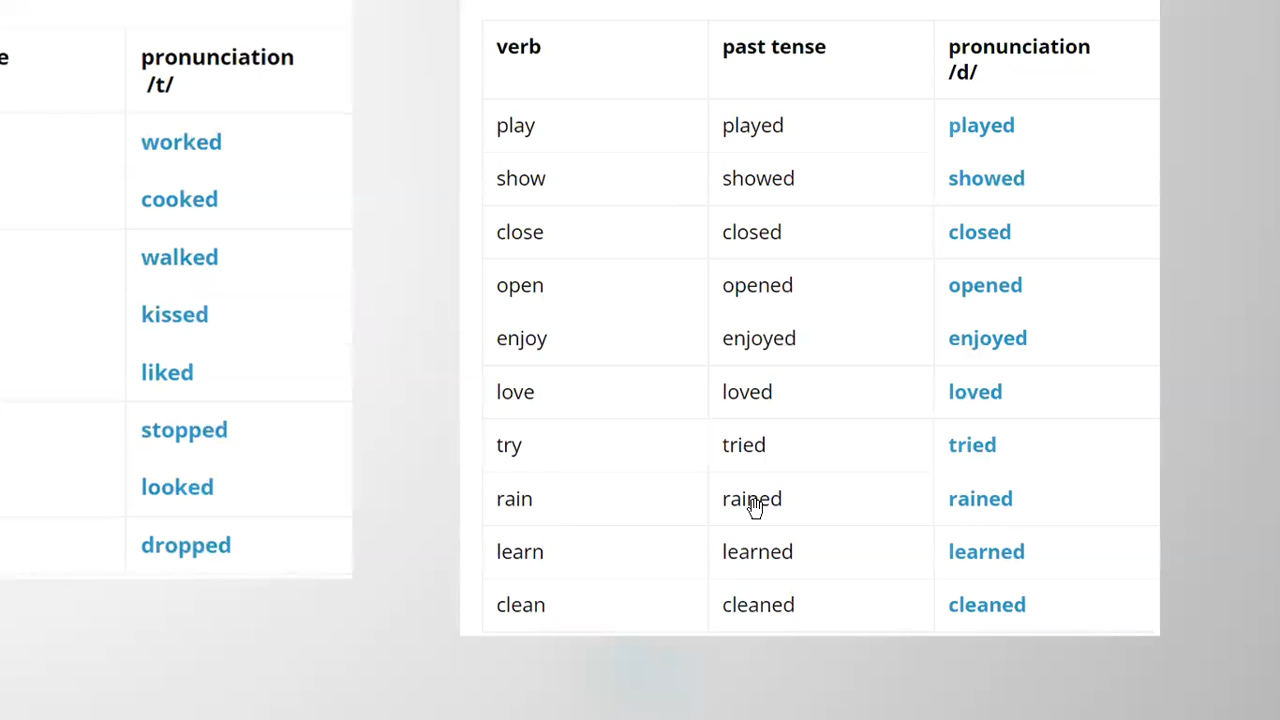 e pronunciation
/t/
worked
cooked
walked
kissed
liked
stopped
looked
dropped
verb past tense pronunciation
/d/
play played played
show showed showed
close closed closed
open opened opened
enjoy enjoyed enjoyed
love loved loved
try tried tried
rain rained rained
learn learned learned
clean cleaned cleaned